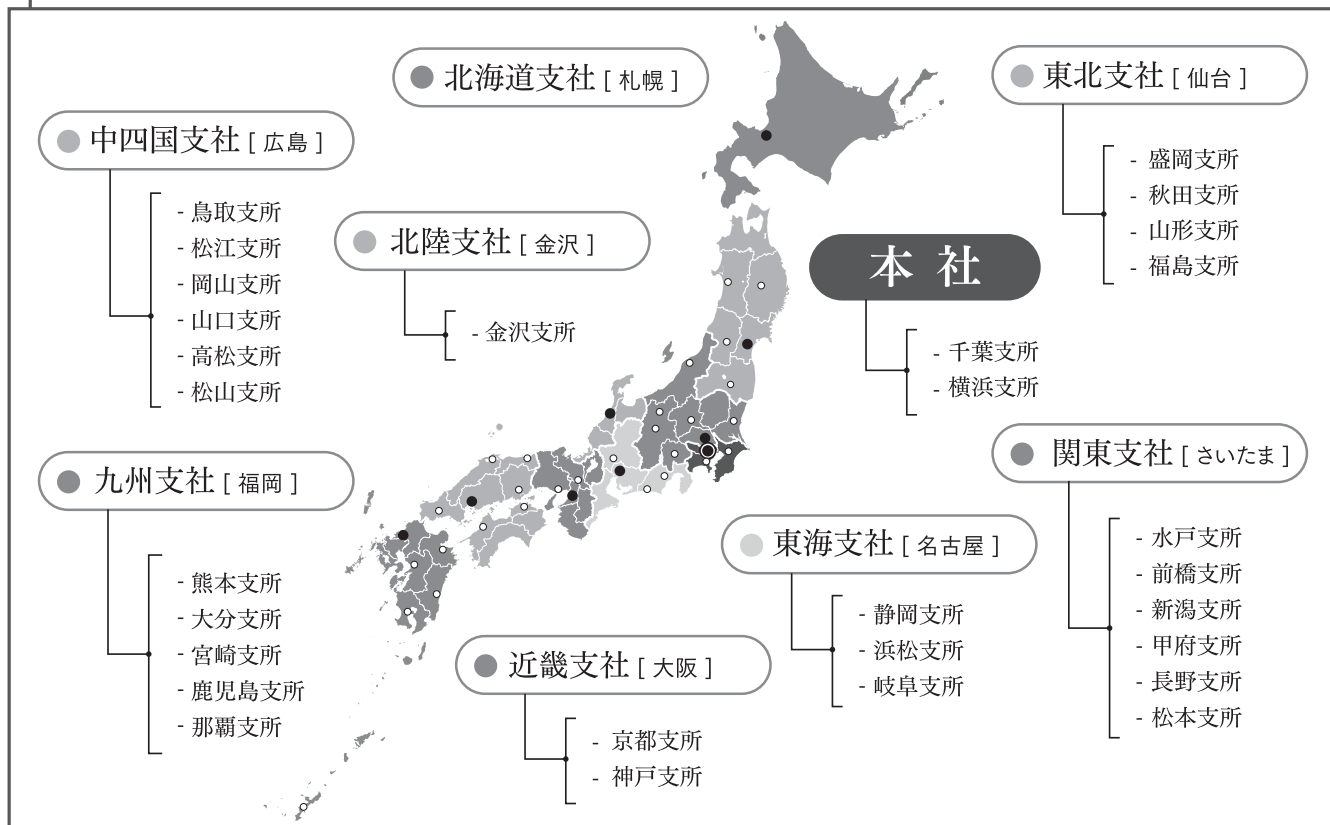 北海道支社 [ 札幌 ]
東北支社 [ 仙台 ]
- 盛岡支所
- 秋田支所
- 山形支所
- 福島支所
中四国支社 [ 広島 ]
- 鳥取支所
- 松江支所
- 岡山支所
- 山口支所
- 高松支所
- 松山支所
北陸支社 [ 金沢 ]
- 金沢支所
本社
- 千葉支所
- 横浜支所
関東支社 [ さいたま ]
- 水戸支所
- 前橋支所
- 新潟支所
- 甲府支所
- 長野支所
- 松本支所
九州支社 [ 福岡 ]
- 熊本支所
- 大分支所
- 宮崎支所
- 鹿児島支所
- 那覇支所
東海支社 [ 名古屋 ]
- 静岡支所
- 浜松支所
- 岐阜支所
近畿支社 [ 大阪 ]
- 京都支所
- 神戸支所